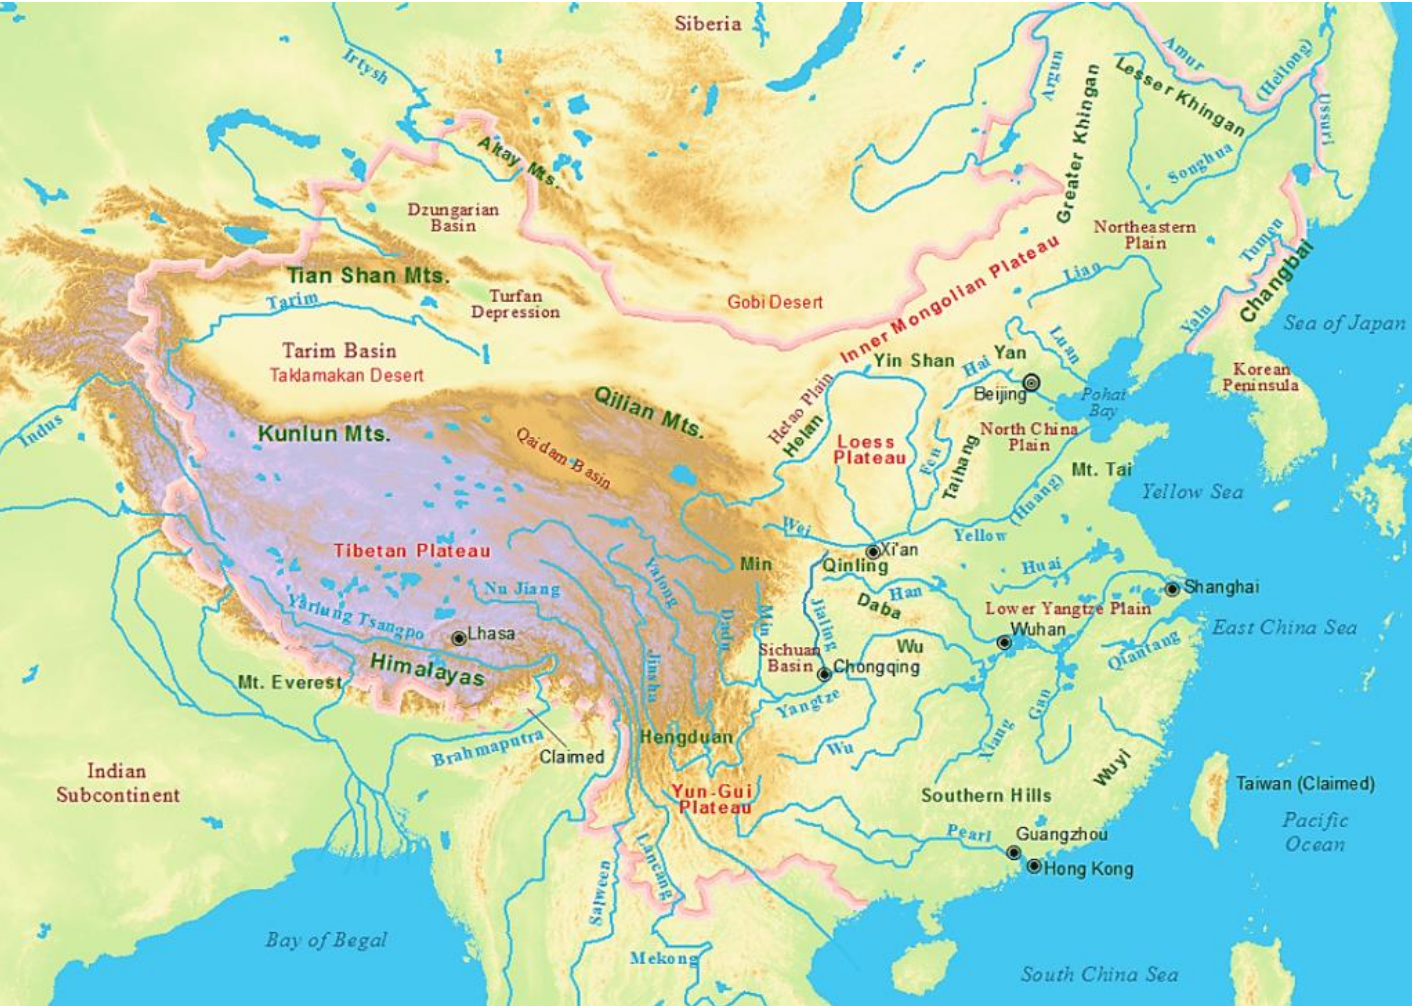 Siberia
Irtysh
Amur
(Heilong)
Argun
Lesser Khingan
Ussuri
Greater Khingan
Songhua
Altay Mts.
Dzungarian
Basin
Northeastern
Plain
Tumen
Changbai
Tian Shan Mts.
Tarim
Turfan
Depression
Gobi Desert
Inner Mongolian Plateau
Liao
Yalu
Sea of Japan
Tarim Basin
Taklamakan Desert
Yin Shan
Hai
Yan
Luan
Beijing
Pohai
Bay
Korean
Peninsula
Indus
Kunlun Mts.
Qilian Mts.
Qaidam Basin
Hetao Plain
Helan
Loess
Plateau
Fen
Taihang
North China
Plain
Mt. Tai
Yellow Sea
Yellow
(Huang)
Wei
Xi'an
Qinling
Tibetan Plateau
Min
Huai
Nu Jiang
Yalong
Yarlung Tsangpo
Lhasa
Dadu
Min
Jialing
Daba
Han
Lower Yangtze Plain
Shanghai
Wuhan
East China Sea
Qiantang
Sichuan
Basin
Wu
Chongqing
Himalayas
Mt. Everest
Jinsha
Yangtze
Gan
Xiang
Hengduan
Wu
Wuyi
Brahmaputra
Claimed
Indian
Subcontinent
Yun-Gui
Plateau
Southern Hills
Taiwan (Claimed)
Pacific
Ocean
Pearl
Guangzhou
Hong Kong
Lancang
Salween
Bay of Begal
Mekong
South China Sea